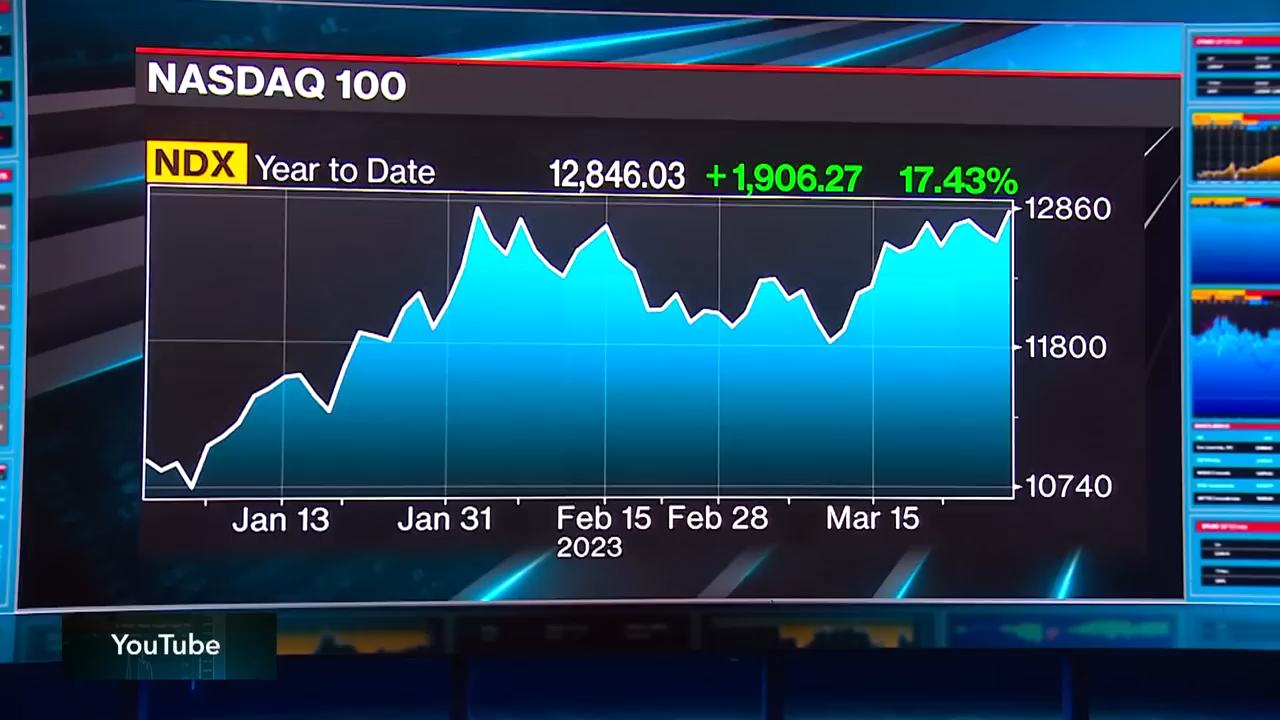 NASDAQ 100
NDX Year to Date 12,846.03 +1,906.27 17.43%
12860
11800
10740
Jan 13 Jan 31 Feb 15 Feb 28 Mar 15
2023
YouTube